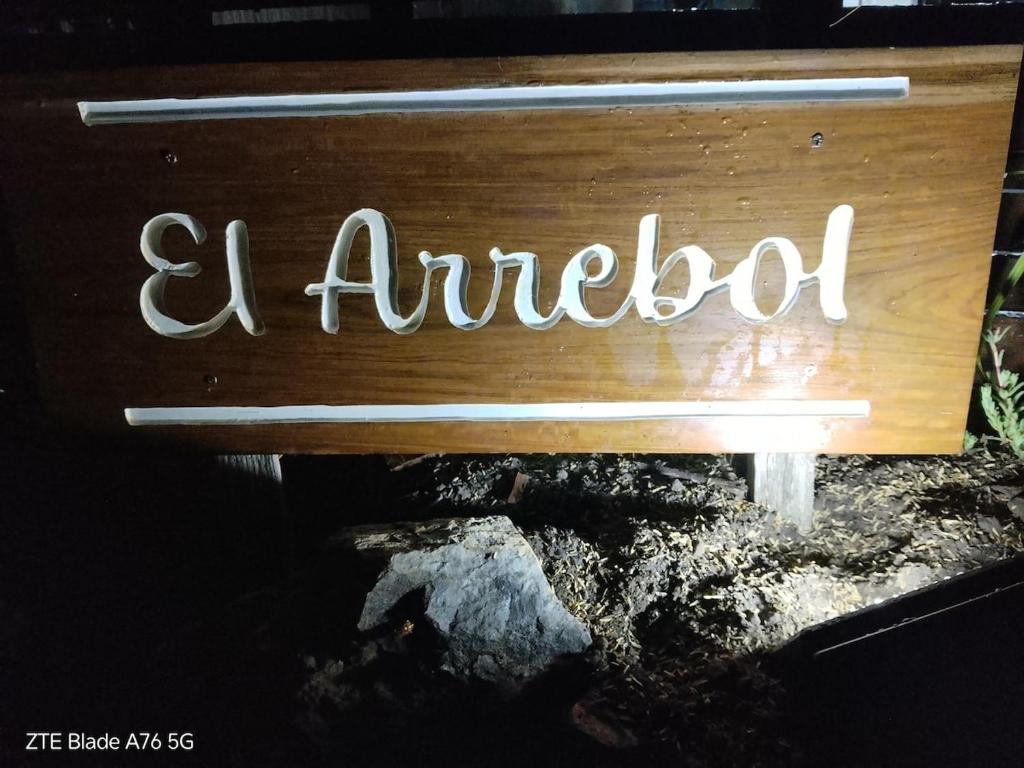 El Arrebol
ZTE Blade A76 5G